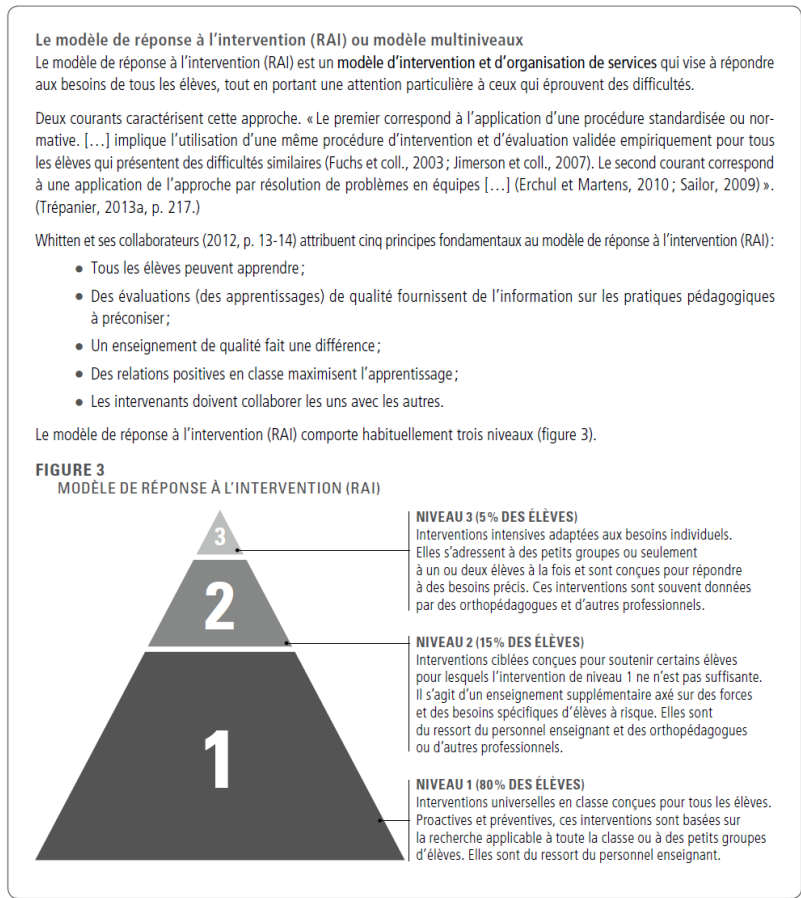 Le modèle de réponse à l'intervention (RAI) ou modèle multiniveaux
Le modèle de réponse à l'intervention (RAI) est un modèle d'intervention et d'organisation de services qui vise à répondre
aux besoins de tous les élèves, tout en portant une attention particulière à ceux qui éprouvent des difficultés.
Deux courants caractérisent cette approche. « Le premier correspond à l'application d'une procédure standardisée ou nor-
mative. […] implique l'utilisation d'une même procédure d'intervention et d'évaluation validée empiriquement pour tous
les élèves qui présentent des difficultés similaires (Fuchs et coll., 2003 ; Jimerson et coll., 2007). Le second courant correspond
à une application de l'approche par résolution de problèmes en équipes […] (Erchul et Martens, 2010 ; Sailor, 2009) ».
(Trépanier, 2013a, p. 217.)
Whitten et ses collaborateurs (2012, p. 13-14) attribuent cinq principes fondamentaux au modèle de réponse à l'intervention (RAI) :
● Tous les élèves peuvent apprendre ;
● Des évaluations (des apprentissages) de qualité fournissent de l'information sur les pratiques pédagogiques
à préconiser ;
● Un enseignement de qualité fait une différence ;
● Des relations positives en classe maximisent l'apprentissage ;
● Les intervenants doivent collaborer les uns avec les autres.
Le modèle de réponse à l'intervention (RAI) comporte habituellement trois niveaux (figure 3).
FIGURE 3
MODÈLE DE RÉPONSE À L'INTERVENTION (RAI)
3
NIVEAU 3 (5 % DES ÉLÈVES)
Interventions intensives adaptées aux besoins individuels.
Elles s'adressent à des petits groupes ou seulement
à un ou deux élèves à la fois et sont conçues pour répondre
à des besoins précis. Ces interventions sont souvent données
par des orthopédagogues et d'autres professionnels.
2
NIVEAU 2 (15 % DES ÉLÈVES)
Interventions ciblées conçues pour soutenir certains élèves
pour lesquels l'intervention de niveau 1 ne n'est pas suffisante.
Il s'agit d'un enseignement supplémentaire axé sur des forces
et des besoins spécifiques d'élèves à risque. Elles sont
du ressort du personnel enseignant et des orthopédagogues
ou d'autres professionnels.
1
NIVEAU 1 (80 % DES ÉLÈVES)
Interventions universelles en classe conçues pour tous les élèves.
Proactives et préventives, ces interventions sont basées sur
la recherche applicable à toute la classe ou à des petits groupes
d'élèves. Elles sont du ressort du personnel enseignant.